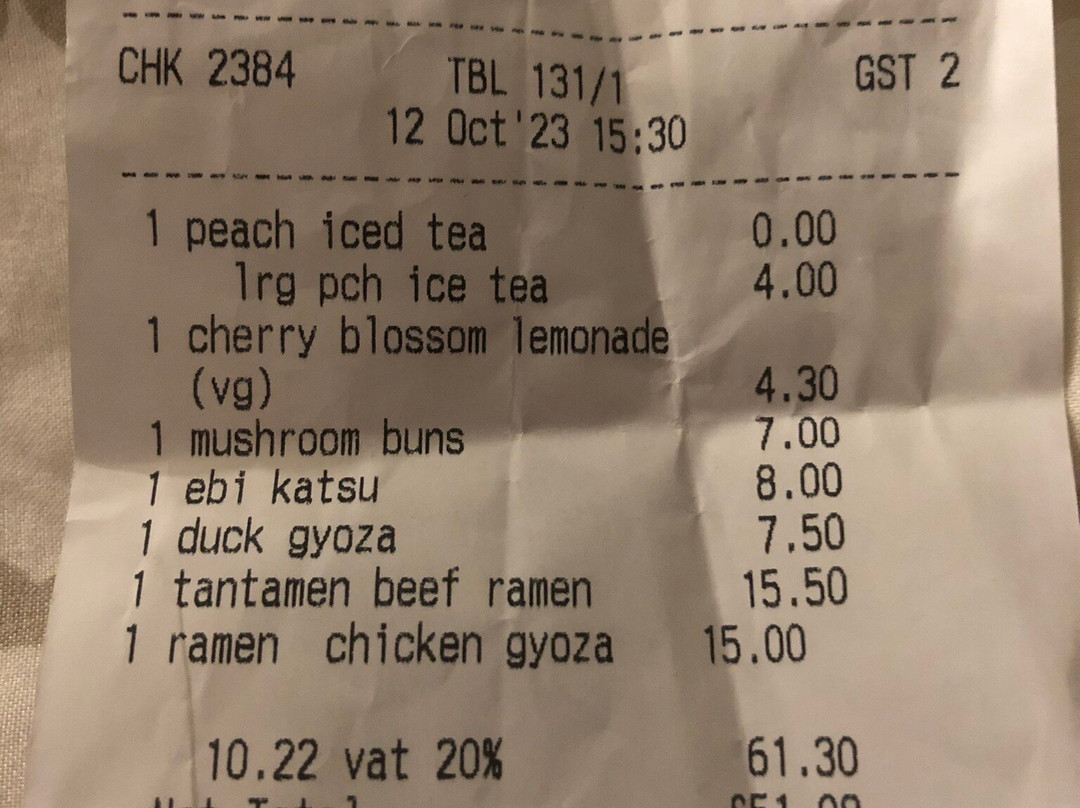 CHK 2384 TBL 131/1 GST 2
12 Oct'23 15:30
1 peach iced tea 0.00
lrg pch ice tea 4.00
1 cherry blossom lemonade
(vg) 4.30
1 mushroom buns 7.00
1 ebi katsu 8.00
1 duck gyoza 7.50
1 tantamen beef ramen 15.50
1 ramen chicken gyoza 15.00
10.22 vat 20% 61.30